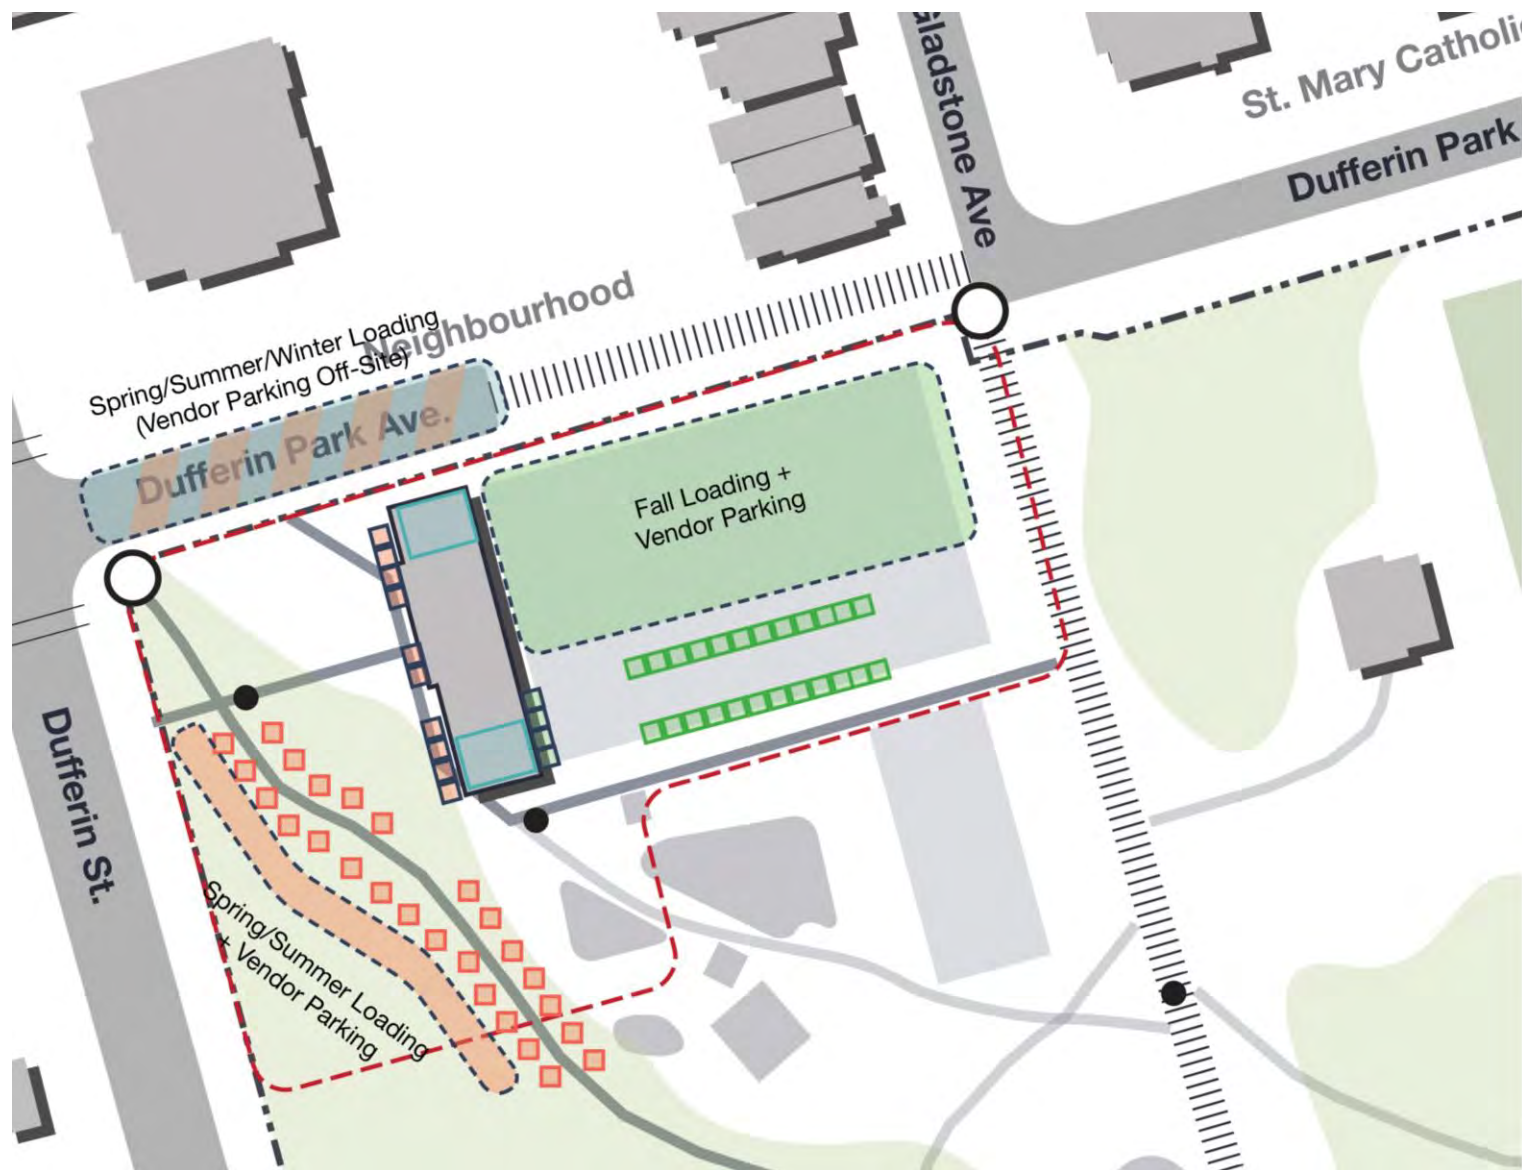 Gladstone Ave
St. Mary Catholic
Dufferin Park
Neighbourhood
Spring/Summer/Winter Loading
(Vendor Parking Off-Site)
Dufferin Park Ave.
Fall Loading +
Vendor Parking
Dufferin St.
Spring/Summer Loading
+ Vendor Parking